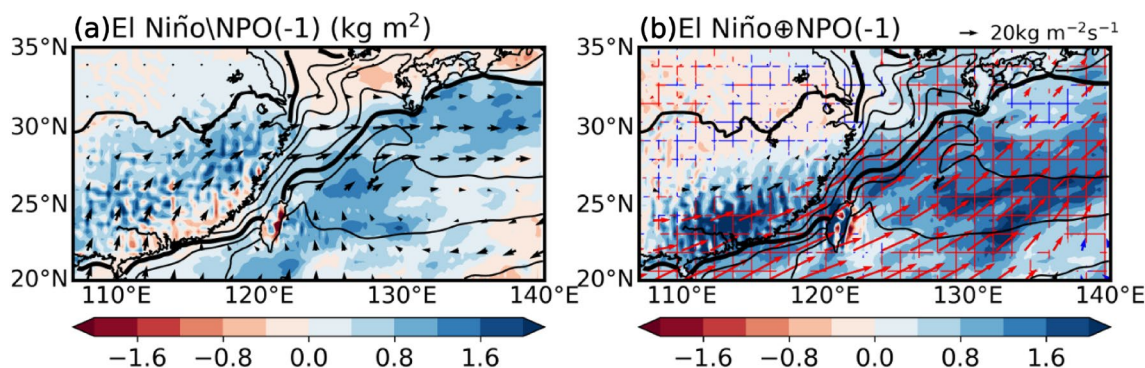 (a)El Niño\NPO(-1) (kg m²)
(b)El Niño⊕NPO(-1)
20kg m⁻²s⁻¹
35°N
30°N
25°N
20°N
110°E 120°E 130°E 140°E
−1.6 −0.8 0.0 0.8 1.6
35°N
30°N
25°N
20°N
110°E 120°E 130°E 140°E
−1.6 −0.8 0.0 0.8 1.6